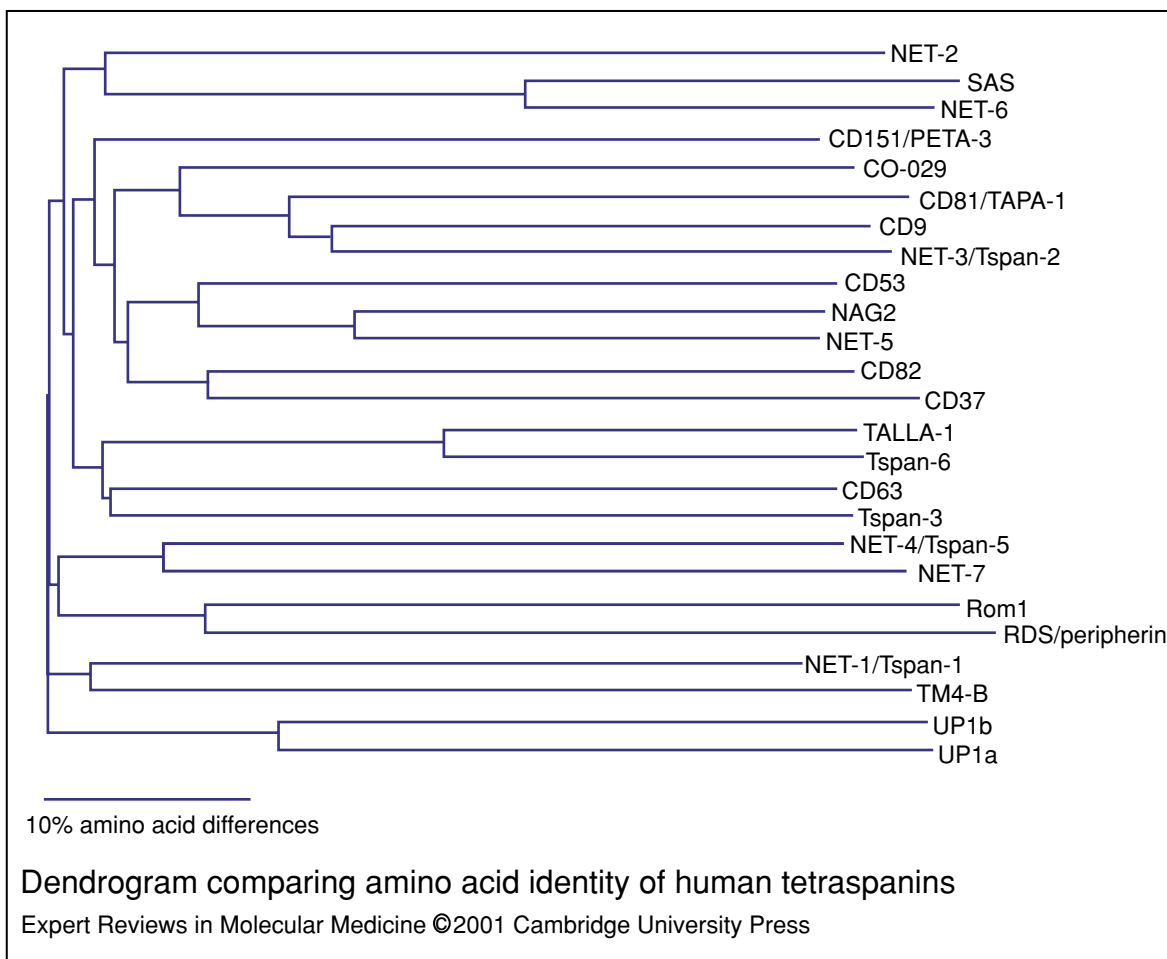 NET-2
SAS
NET-6
CD151/PETA-3
CO-029
CD81/TAPA-1
CD9
NET-3/Tspan-2
CD53
NAG2
NET-5
CD82
CD37
TALLA-1
Tspan-6
CD63
Tspan-3
NET-4/Tspan-5
NET-7
Rom1
RDS/peripherin
NET-1/Tspan-1
TM4-B
UP1b
UP1a
10% amino acid differences
Dendrogram comparing amino acid identity of human tetraspanins
Expert Reviews in Molecular Medicine ©2001 Cambridge University Press